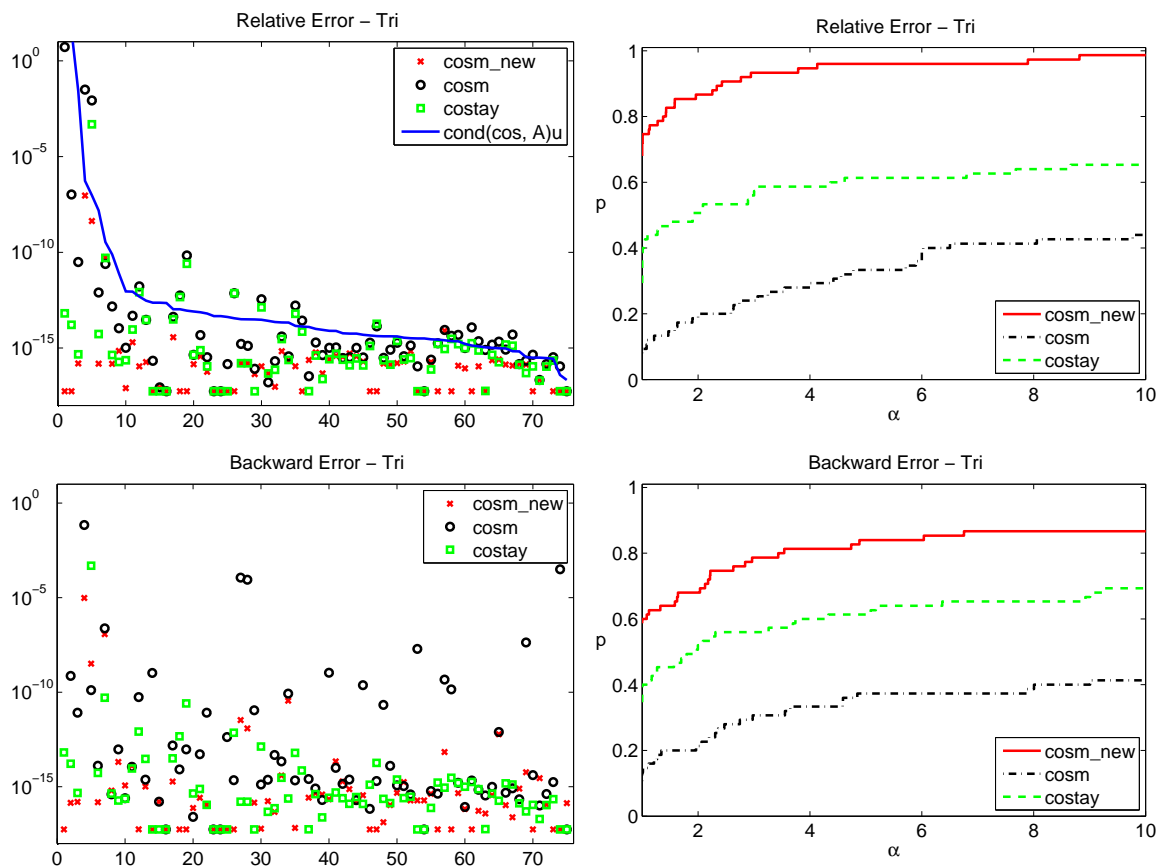 Relative Error − Tri
10^0
10^−5
10^−10
10^−15
0 10 20 30 40 50 60 70
cosm_new
cosm
costay
cond(cos, A)u
Relative Error − Tri
1
0.8
0.6
p
0.4
0.2
0
2 4 6 8 10
α
cosm_new
cosm
costay
Backward Error − Tri
10^0
10^−5
10^−10
10^−15
0 10 20 30 40 50 60 70
cosm_new
cosm
costay
Backward Error − Tri
1
0.8
0.6
p
0.4
0.2
0
2 4 6 8 10
α
cosm_new
cosm
costay